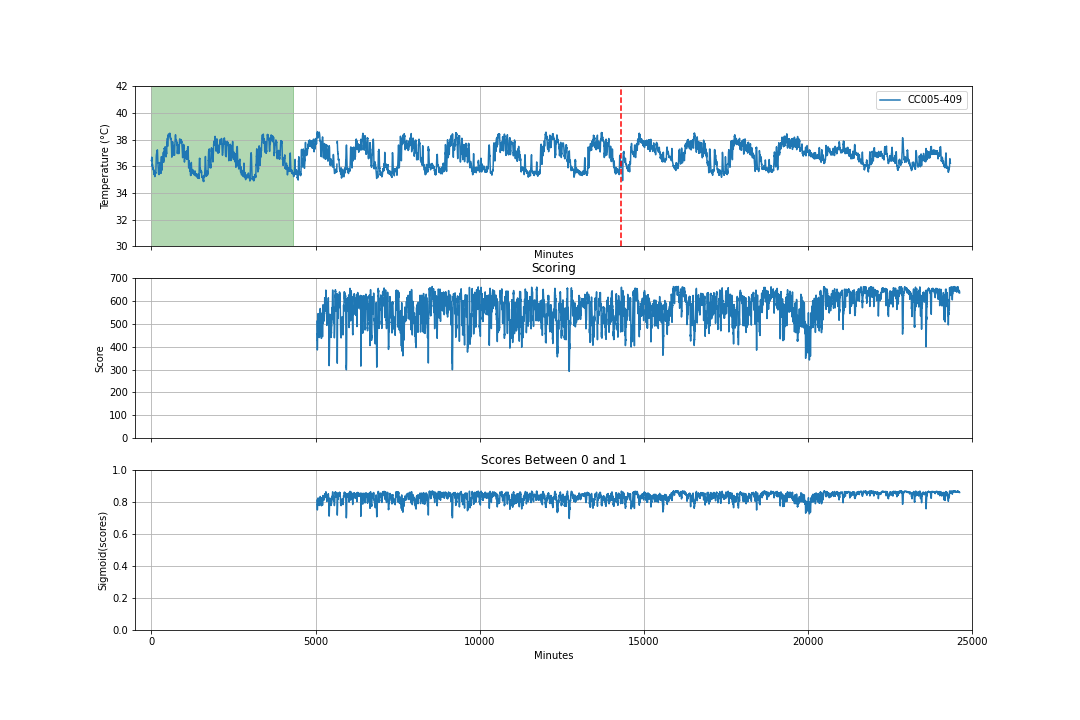 42
40
38
36
34
32
30
Temperature (°C)
CC005-409
Minutes
Scoring
700
600
500
400
300
200
100
0
Score
Scores Between 0 and 1
1.0
0.8
0.6
0.4
0.2
0.0
Sigmoid(scores)
0 5000 10000 15000 20000 25000
Minutes